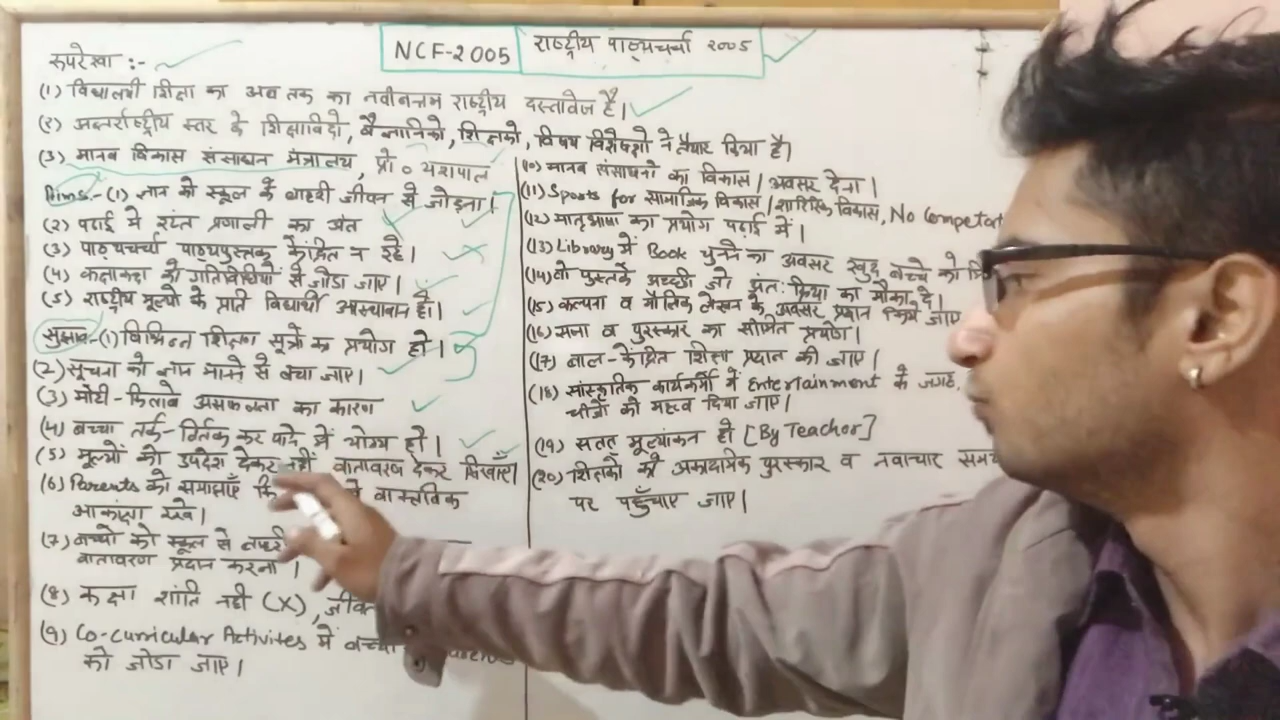 NCF-2005 राष्ट्रीय पाठ्यचर्चा 2005
रुपरेखा :-
(1) विद्यालयी शिक्षा का अब तक का नवीनतम राष्ट्रीय दस्तावेज है।
(2) अन्तर्राष्ट्रीय स्तर के शिक्षाविदो, वैज्ञानिको, शिक्षको, विषय विशेषज्ञो ने तैयार किया है।
(3) मानव विकास संसाधन मंत्रालय, प्रो० यशपाल
Aims:- (1) ज्ञान को स्कूल के बाहरी जीवन से जोड़ना।
(2) पढाई में रटंत प्रणाली का अंत
(3) पाठ्यचर्चा पाठ्यपुस्तक केंद्रित न रहे।
(4) कक्षाकक्ष को गतिविधियों से जोडा जाए।
(5) राष्ट्रीय मूल्यो के प्रति विद्यार्थी आस्थावान हो।
सुझाव:- (1) विभिन्न शिक्षण सूत्रो का प्रयोग हो।
(2) सूचना को ज्ञान मानने से बचा जाए।
(3) मोटी-किताबे असफलता का कारण
(4) बच्चा तर्क-वितर्क कर पाने में योग्य हो।
(5) मूल्यों को उपदेश देकर नहीं वातावरण देकर सिखाएँ।
(6) Parents को समझाएँ वास्तविक
आकांक्षा रखे।
(7) बच्चो को स्कूल से
वातावरण प्रदान करना।
(8) कक्षा शांति नही (X),
(9) Co-curricular Activites में
को जोडा जाए।
(10) मानव संसाधनो का विकास / अवसर देना।
(11) Sports for सामाजिक विकास / शारिरिक विकास, No
(12) मातृभाषा का प्रयोग पढाई में।
(13) Library में Book चुनने का अवसर खुद बच्चे को
(14) वो पुस्तके अच्छी जो अंत:क्रिया का मौका दे।
(15) कल्पना व मौलिक लेखन के अवसर प्रदान जाए
(16) सजा व पुरस्कार का सीमित प्रयोग।
(17) बाल-केंद्रित शिक्षा प्रदान की जाए।
(18) सांस्कृतिक कार्यक्रमों में Entertainment के जगह,
चीजो को महत्व दिया जाए।
(19) सतत मूल्यांकन हो [By Teacher]
(20) शिक्षको को अकादमिक पुरस्कार व नवाचार
पर पहुँचाए जाए।